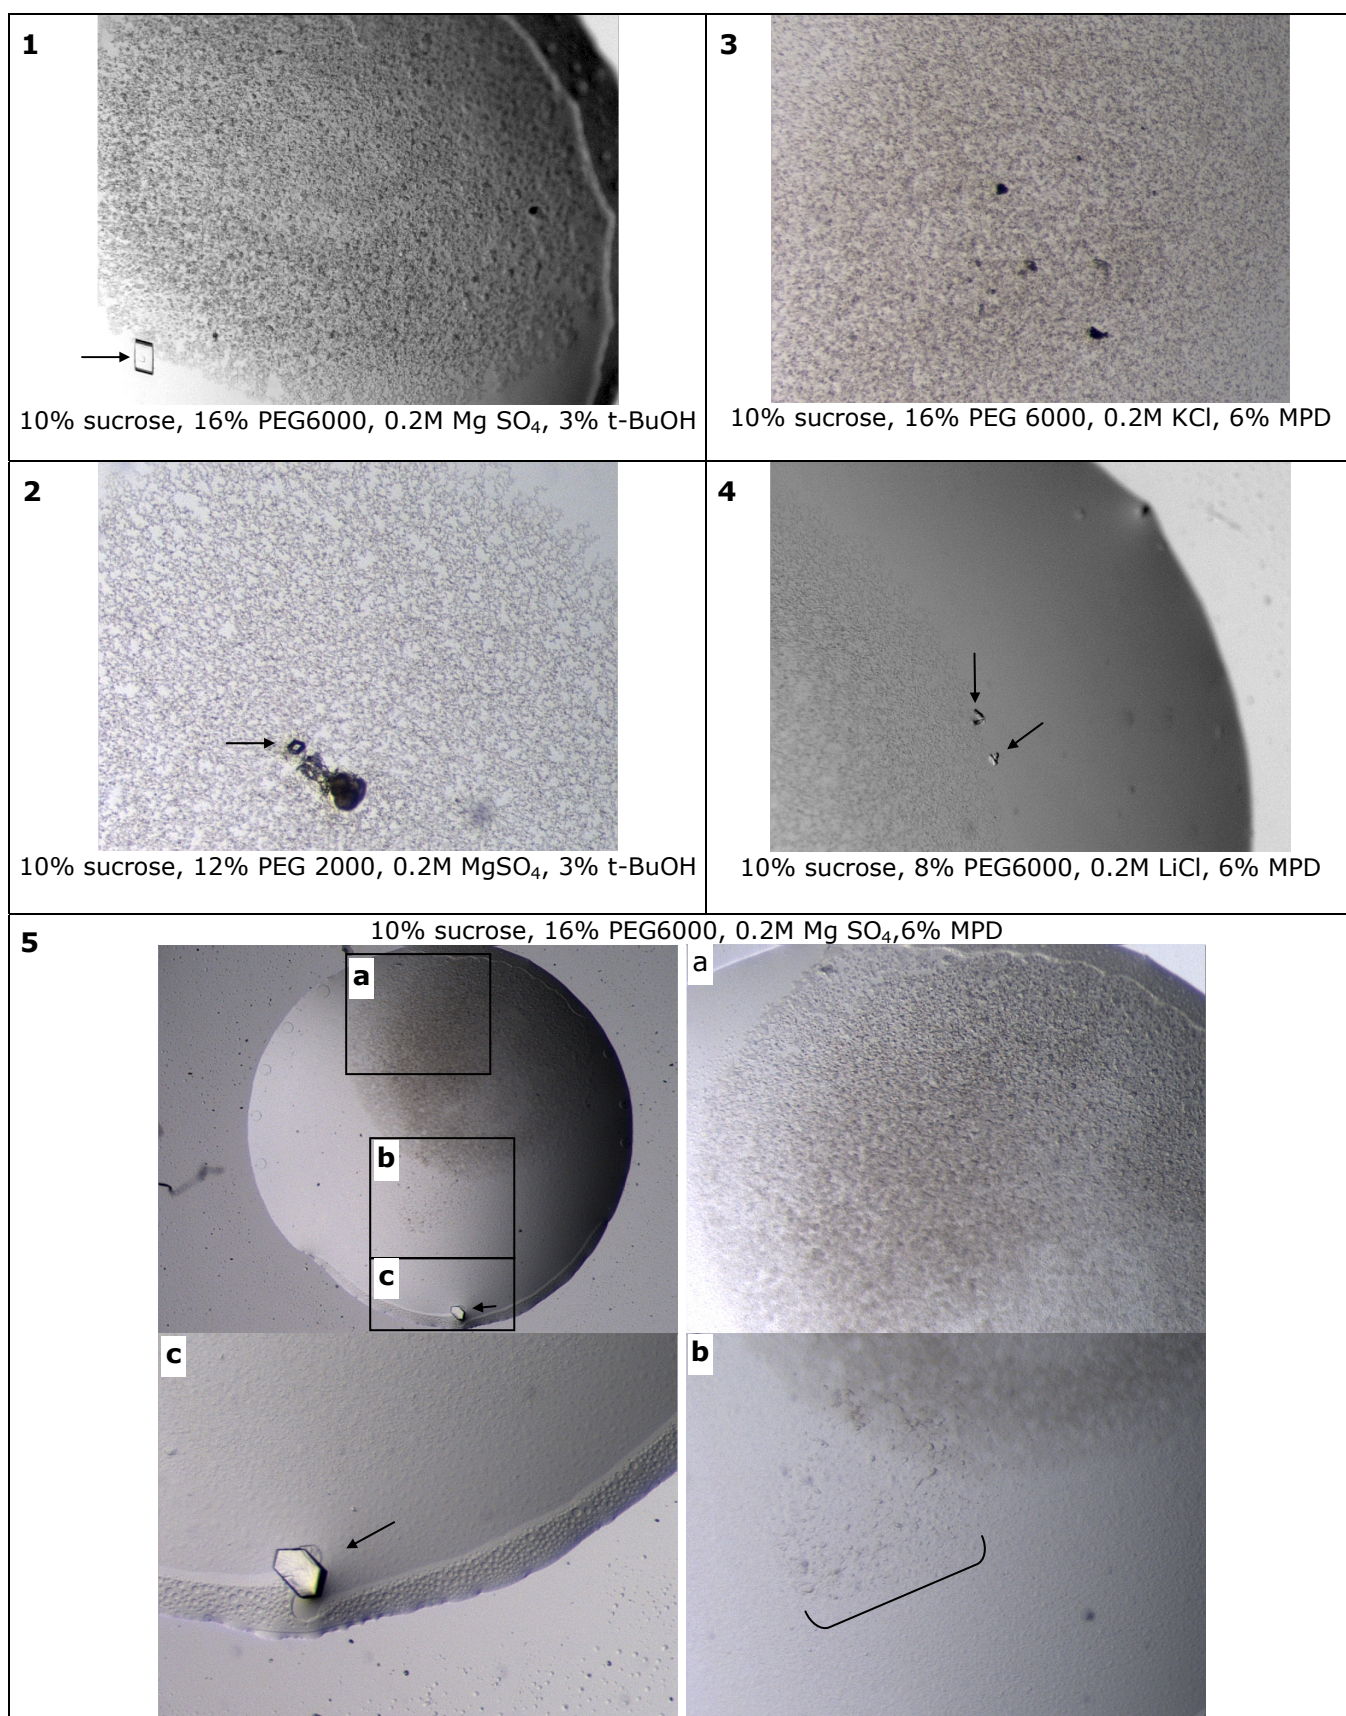 1
10% sucrose, 16% PEG6000, 0.2M Mg SO₄, 3% t-BuOH
3
10% sucrose, 16% PEG 6000, 0.2M KCl, 6% MPD
2
10% sucrose, 12% PEG 2000, 0.2M MgSO₄, 3% t-BuOH
4
10% sucrose, 8% PEG6000, 0.2M LiCl, 6% MPD
5
10% sucrose, 16% PEG6000, 0.2M Mg SO₄,6% MPD
a
b
c
a
c
b